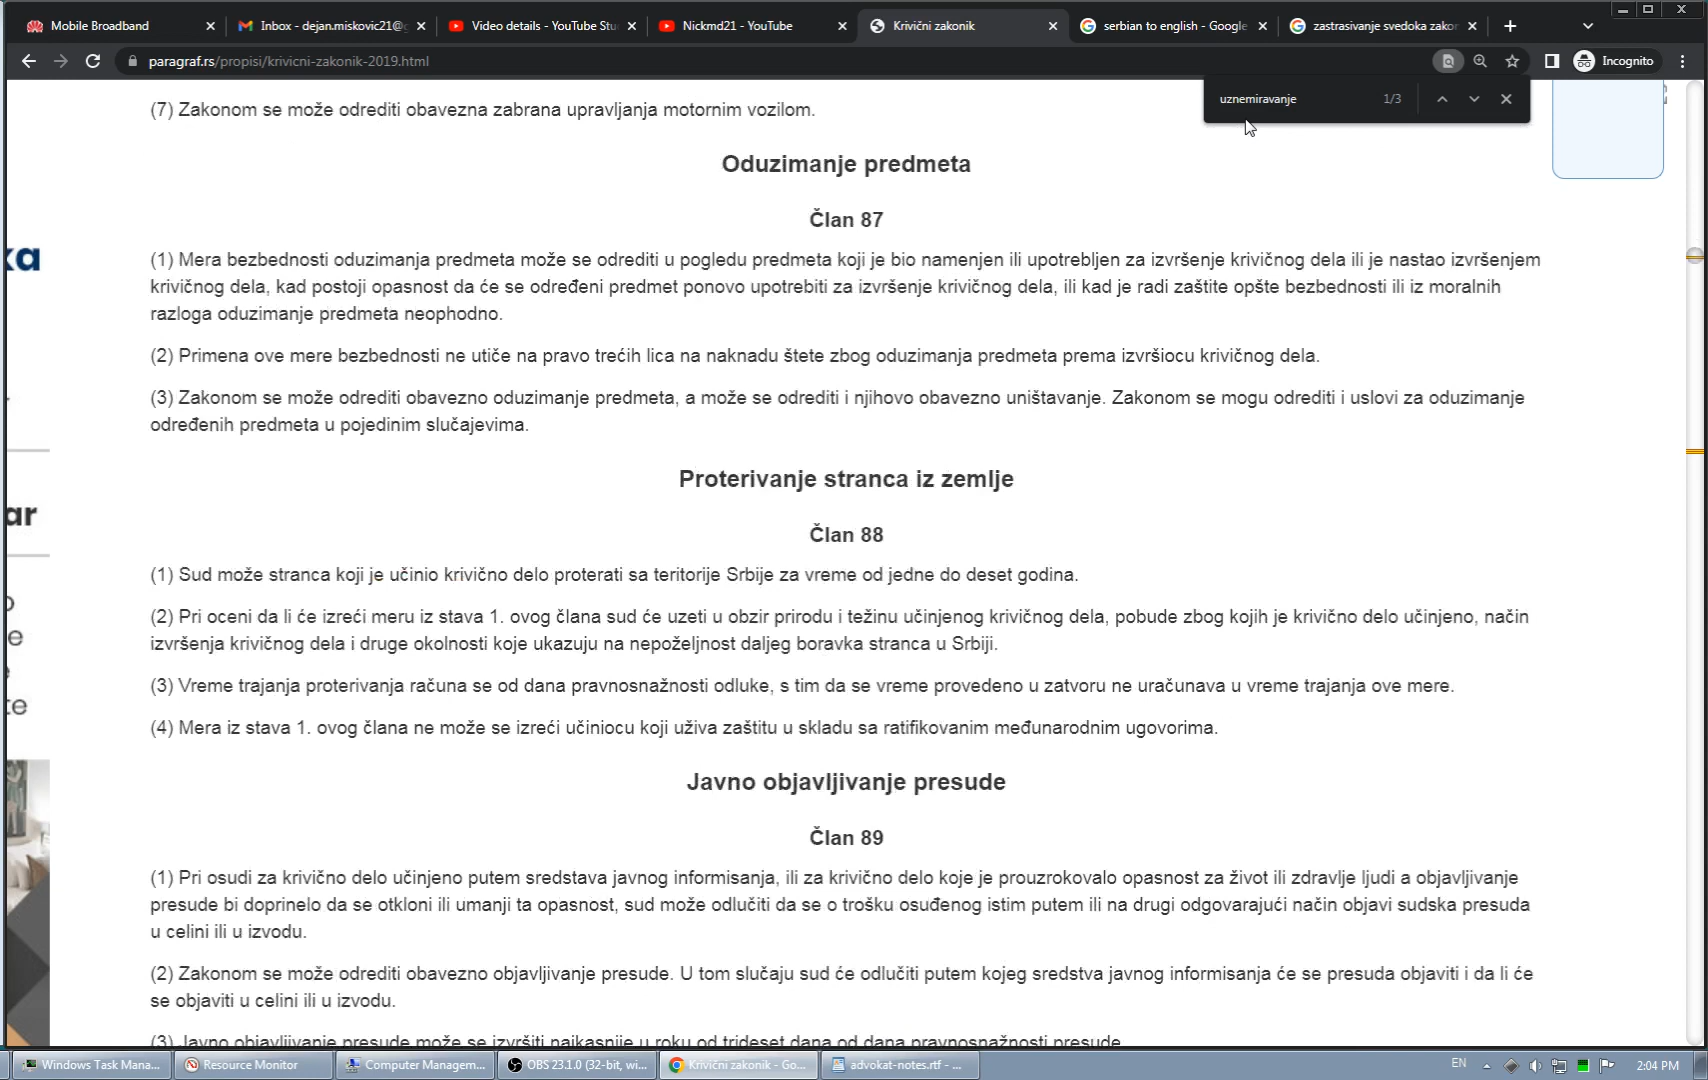 Mobile Broadband
Inbox - dejan.miskovic21@g
Video details - YouTube Stu
Nickmd21 - YouTube
Krivični zakonik
serbian to english - Google
zastrasivanje svedoka zakon
paragraf.rs/propisi/krivicni-zakonik-2019.html
Incognito
uznemiravanje 1/3
(7) Zakonom se može odrediti obavezna zabrana upravljanja motornim vozilom.
Oduzimanje predmeta
Član 87
(1) Mera bezbednosti oduzimanja predmeta može se odrediti u pogledu predmeta koji je bio namenjen ili upotrebljen za izvršenje krivičnog dela ili je nastao izvršenjem
krivičnog dela, kad postoji opasnost da će se određeni predmet ponovo upotrebiti za izvršenje krivičnog dela, ili kad je radi zaštite opšte bezbednosti ili iz moralnih
razloga oduzimanje predmeta neophodno.
(2) Primena ove mere bezbednosti ne utiče na pravo trećih lica na naknadu štete zbog oduzimanja predmeta prema izvršiocu krivičnog dela.
(3) Zakonom se može odrediti obavezno oduzimanje predmeta, a može se odrediti i njihovo obavezno uništavanje. Zakonom se mogu odrediti i uslovi za oduzimanje
određenih predmeta u pojedinim slučajevima.
Proterivanje stranca iz zemlje
Član 88
(1) Sud može stranca koji je učinio krivično delo proterati sa teritorije Srbije za vreme od jedne do deset godina.
(2) Pri oceni da li će izreći meru iz stava 1. ovog člana sud će uzeti u obzir prirodu i težinu učinjenog krivičnog dela, pobude zbog kojih je krivično delo učinjeno, način
izvršenja krivičnog dela i druge okolnosti koje ukazuju na nepoželjnost daljeg boravka stranca u Srbiji.
(3) Vreme trajanja proterivanja računa se od dana pravnosnažnosti odluke, s tim da se vreme provedeno u zatvoru ne uračunava u vreme trajanja ove mere.
(4) Mera iz stava 1. ovog člana ne može se izreći učiniocu koji uživa zaštitu u skladu sa ratifikovanim međunarodnim ugovorima.
Javno objavljivanje presude
Član 89
(1) Pri osudi za krivično delo učinjeno putem sredstava javnog informisanja, ili za krivično delo koje je prouzrokovalo opasnost za život ili zdravlje ljudi a objavljivanje
presude bi doprinelo da se otkloni ili umanji ta opasnost, sud može odlučiti da se o trošku osuđenog istim putem ili na drugi odgovarajući način objavi sudska presuda
u celini ili u izvodu.
(2) Zakonom se može odrediti obavezno objavljivanje presude. U tom slučaju sud će odlučiti putem kojeg sredstva javnog informisanja će se presuda objaviti i da li će
se objaviti u celini ili u izvodu.
(3) Javno objavljivanje presude može se izvršiti najkasnije u roku od trideset dana od dana pravnosnažnosti presude.
ka
ar
e
te
Windows Task Mana...
Resource Monitor
Computer Managem...
OBS 23.1.0 (32-bit, wi...
Krivični zakonik - Go...
advokat-notes.rtf - ...
EN
2:04 PM